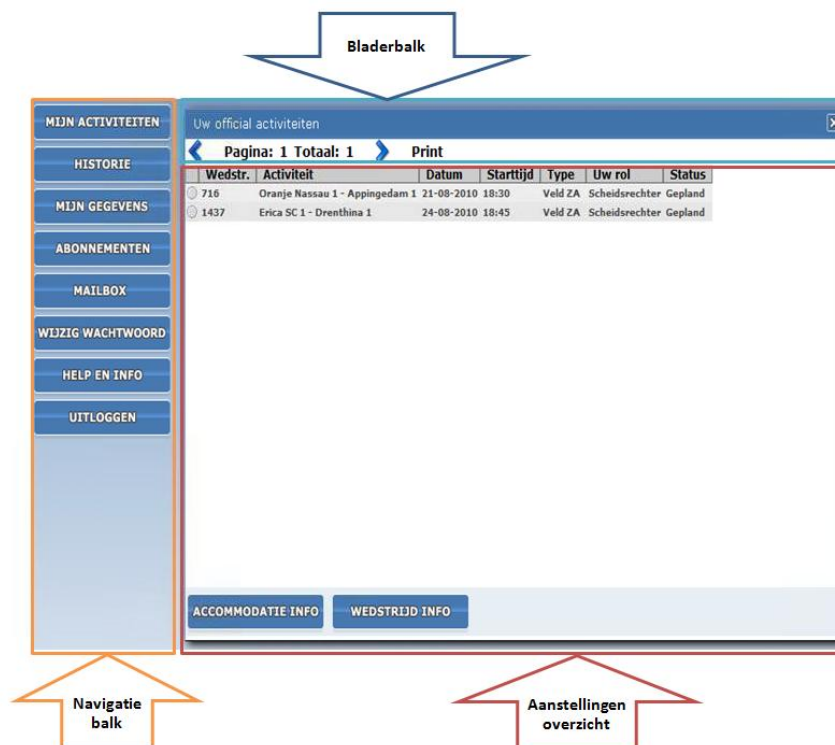 Bladerbalk
MIJN ACTIVITEITEN
HISTORIE
MIJN GEGEVENS
ABONNEMENTEN
MAILBOX
WIJZIG WACHTWOORD
HELP EN INFO
UITLOGGEN
Uw official activiteiten
Pagina: 1 Totaal: 1 Print
Wedstr. Activiteit Datum Starttijd Type Uw rol Status
716 Oranje Nassau 1 - Appingedam 1 21-08-2010 18:30 Veld ZA Scheidsrechter Gepland
1437 Erica SC 1 - Drenthina 1 24-08-2010 18:45 Veld ZA Scheidsrechter Gepland
ACCOMMODATIE INFO WEDSTRIJD INFO
Navigatie
balk
Aanstellingen
overzicht